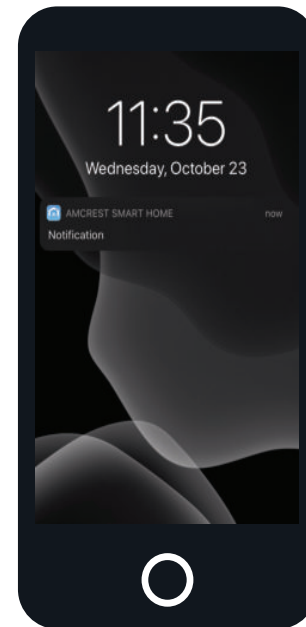 11:35
Wednesday, October 23
AMCREST SMART HOME now
Notification